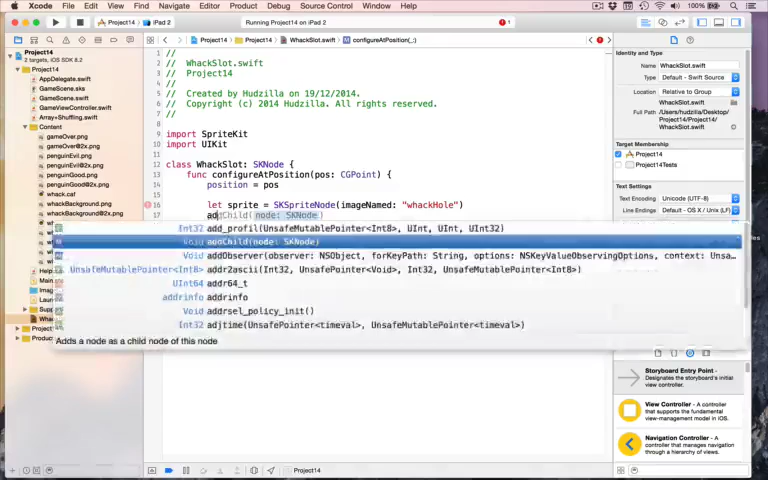 Xcode File Edit View Find Navigate Editor Product Debug Source Control Window Help 100%
Project14 iPad 2 Running Project14 on iPad 2 1
Project14 Project14 WhackSlot.swift configureAtPosition(_:)
Project14
2 targets, iOS SDK 8.2
Project14
AppDelegate.swift
GameScene.sks
GameScene.swift
GameViewController.swift
Array+Shuffling.swift
Content
gameOver.png
gameOver@2x.png
penguinEvil.png
penguinEvil@2x.png
penguinGood.png
penguinGood@2x.png
whack.caf
whackBackground.png
whackBackground@2x.png
//
// WhackSlot.swift
// Project14
//
// Created by Hudzilla on 19/12/2014.
// Copyright (c) 2014 Hudzilla. All rights reserved.
//
import SpriteKit
import UIKit
class WhackSlot: SKNode {
func configureAtPosition(pos: CGPoint) {
position = pos
let sprite = SKSpriteNode(imageNamed: "whackHole")
addChild(node: SKNode)
Int32 add_profil(UnsafeMutablePointer<Int8>, UInt, UInt, UInt32)
Void addChild(node: SKNode)
Void addObserver(observer: NSObject, forKeyPath: String, options: NSKeyValueObservingOptions, context: Unsa...
UnsafeMutablePointer<Int8> addr2ascii(Int32, UnsafePointer<Void>, Int32, UnsafeMutablePointer<Int8>)
UInt64 addr64_t
addrinfo addrinfo
Void addrsel_policy_init()
Int32 adjtime(UnsafePointer<timeval>, UnsafeMutablePointer<timeval>)
Adds a node as a child node of this node
Identity and Type
Name WhackSlot.swift
Type Default - Swift Source
Location Relative to Group
WhackSlot.swift
Full Path /Users/hudzilla/Desktop/
Project14/Project14/
WhackSlot.swift
Target Membership
Project14
Project14Tests
Text Settings
Text Encoding Unicode (UTF-8)
Line Endings Default - OS X / Unix (LF)
Storyboard Entry Point -
Designates the storyboard's initial
view controller.
View Controller - A controller
that supports the fundamental
view-management model in iOS.
Navigation Controller - A
controller that manages navigation
through a hierarchy of views.
Project14